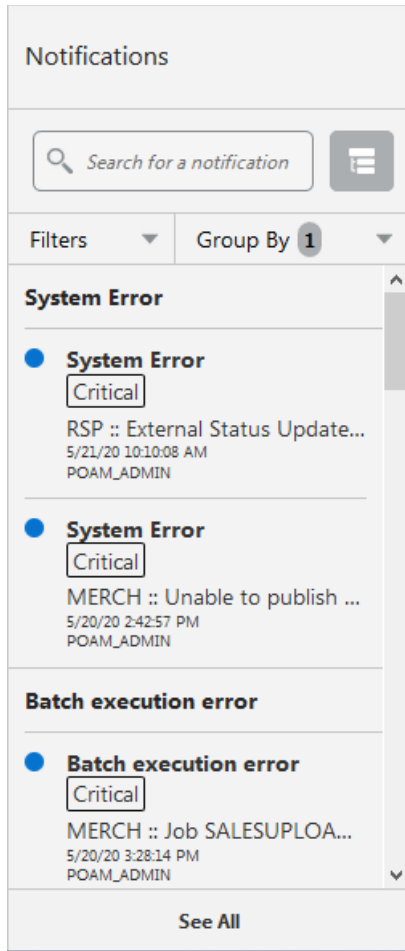 Notifications
Search for a notification
Filters Group By 1
System Error
System Error
Critical
RSP :: External Status Update...
5/21/20 10:10:08 AM
POAM_ADMIN
System Error
Critical
MERCH :: Unable to publish ...
5/20/20 2:42:57 PM
POAM_ADMIN
Batch execution error
Batch execution error
Critical
MERCH :: Job SALESUPLOA...
5/20/20 3:28:14 PM
POAM_ADMIN
See All